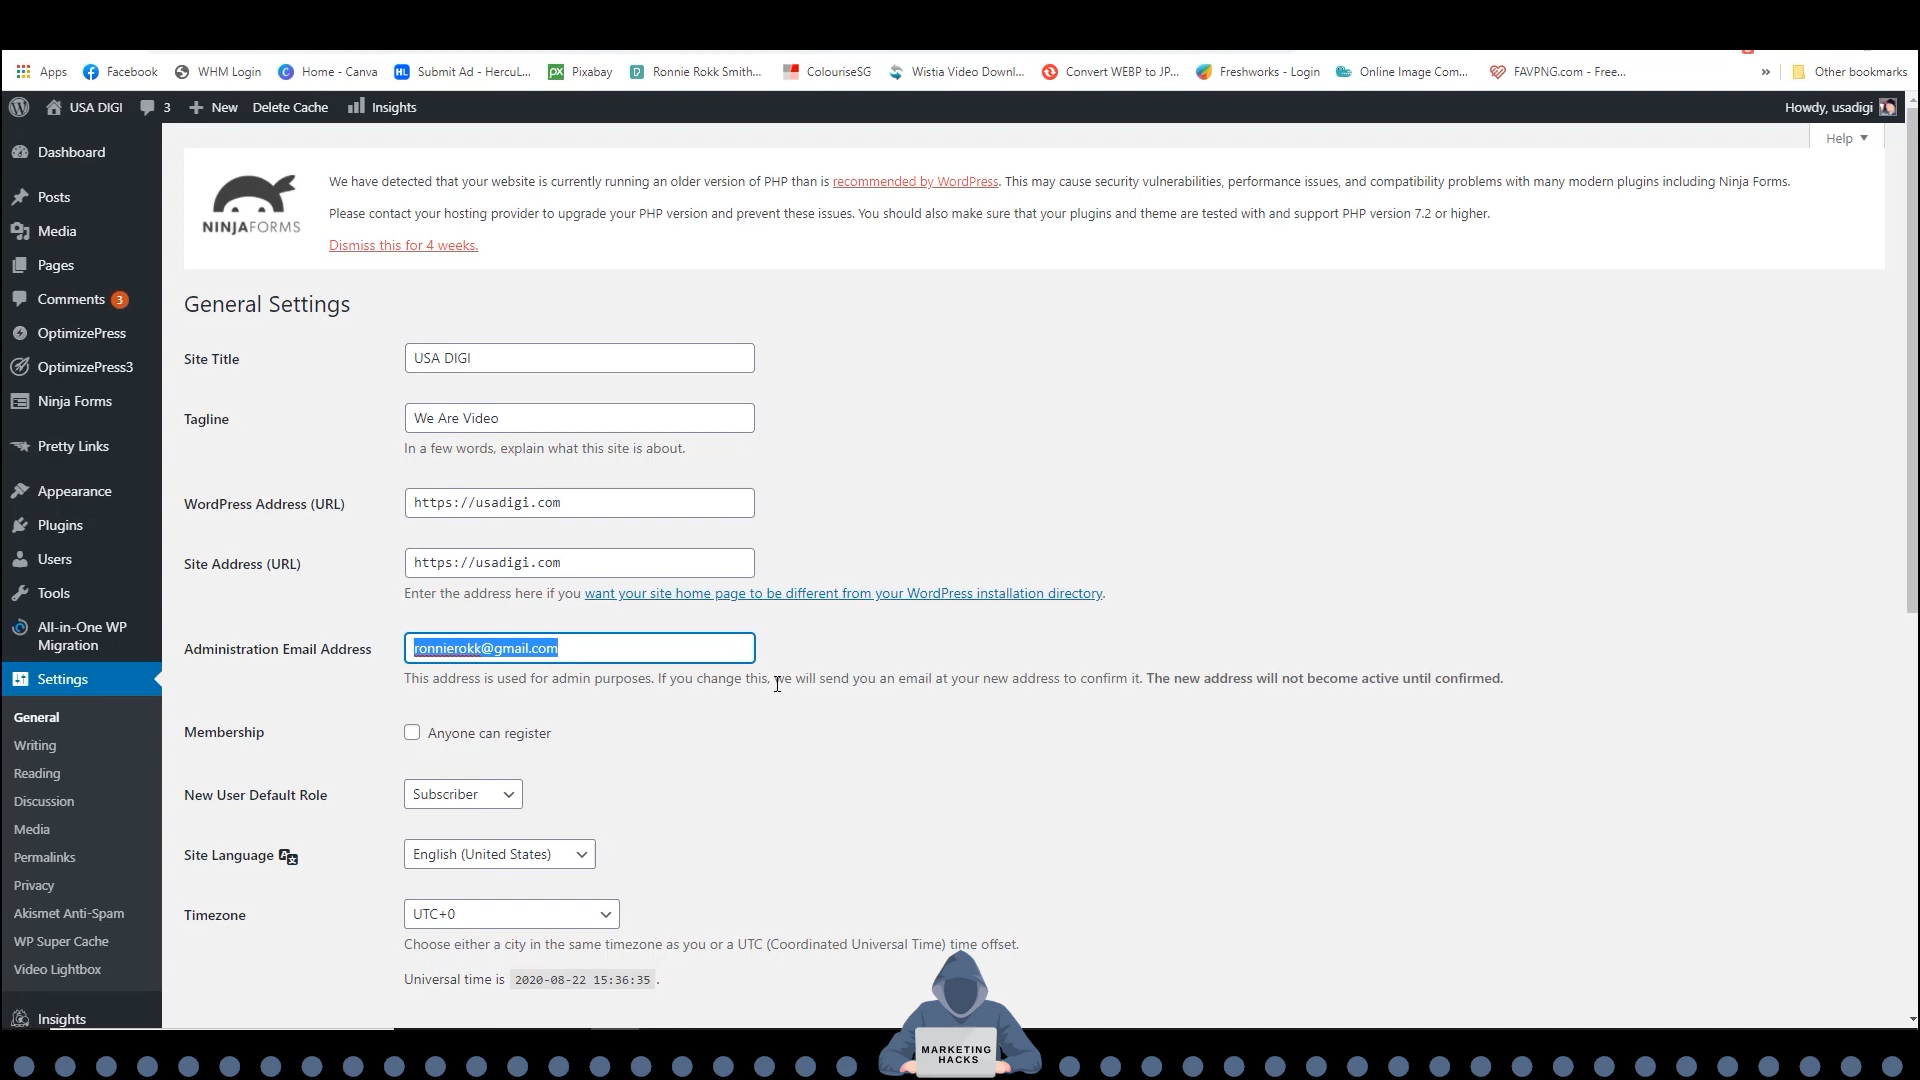 Apps Facebook WHM Login Home - Canva Submit Ad - HercuL... Pixabay Ronnie Rokk Smith... ColouriseSG Wistia Video Downl... Convert WEBP to JP... Freshworks - Login Online Image Com... FAVPNG.com - Free... » Other bookmarks
USA DIGI 3 New Delete Cache Insights Howdy, usadigi
Help
Dashboard
Posts
Media
Pages
Comments 3
OptimizePress
OptimizePress3
Ninja Forms
Pretty Links
Appearance
Plugins
Users
Tools
All-in-One WP
Migration
Settings
General
Writing
Reading
Discussion
Media
Permalinks
Privacy
Akismet Anti-Spam
WP Super Cache
Video Lightbox
Insights
NINJAFORMS
We have detected that your website is currently running an older version of PHP than is recommended by WordPress. This may cause security vulnerabilities, performance issues, and compatibility problems with many modern plugins including Ninja Forms.
Please contact your hosting provider to upgrade your PHP version and prevent these issues. You should also make sure that your plugins and theme are tested with and support PHP version 7.2 or higher.
Dismiss this for 4 weeks.
General Settings
Site Title USA DIGI
Tagline We Are Video
In a few words, explain what this site is about.
WordPress Address (URL) https://usadigi.com
Site Address (URL) https://usadigi.com
Enter the address here if you want your site home page to be different from your WordPress installation directory.
Administration Email Address ronnierokk@gmail.com
This address is used for admin purposes. If you change this, we will send you an email at your new address to confirm it. The new address will not become active until confirmed.
Membership Anyone can register
New User Default Role Subscriber
Site Language English (United States)
Timezone UTC+0
Choose either a city in the same timezone as you or a UTC (Coordinated Universal Time) time offset.
Universal time is 2020-08-22 15:36:35 .
MARKETING
HACKS